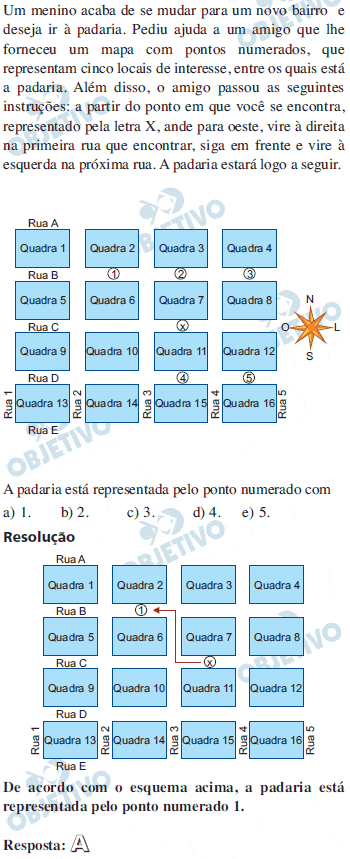 Um menino acaba de se mudar para um novo bairro e
deseja ir à padaria. Pediu ajuda a um amigo que lhe
forneceu um mapa com pontos numerados, que
representam cinco locais de interesse, entre os quais está
a padaria. Além disso, o amigo passou as seguintes
instruções: a partir do ponto em que você se encontra,
representado pela letra X, ande para oeste, vire à direita
na primeira rua que encontrar, siga em frente e vire à
esquerda na próxima rua. A padaria estará logo a seguir.
Rua A
Quadra 1 Quadra 2 Quadra 3 Quadra 4
Rua B 1 2 3
Quadra 5 Quadra 6 Quadra 7 Quadra 8
N
O L
S
Rua C X
Quadra 9 Quadra 10 Quadra 11 Quadra 12
Rua D 4 5
Rua 1 Quadra 13 Rua 2 Quadra 14 Rua 3 Quadra 15 Rua 4 Quadra 16 Rua 5
Rua E
A padaria está representada pelo ponto numerado com
a) 1. b) 2. c) 3. d) 4. e) 5.
Resolução
Rua A
Quadra 1 Quadra 2 Quadra 3 Quadra 4
Rua B 1
Quadra 5 Quadra 6 Quadra 7 Quadra 8
Rua C X
Quadra 9 Quadra 10 Quadra 11 Quadra 12
Rua D
Rua 1 Quadra 13 Rua 2 Quadra 14 Rua 3 Quadra 15 Rua 4 Quadra 16 Rua 5
Rua E
De acordo com o esquema acima, a padaria está
representada pelo ponto numerado 1.
Resposta: A
OBJETIVO
OBJETIVO
OBJETIVO
OBJETIVO
OBJETIVO
OBJETIVO
OBJETIVO